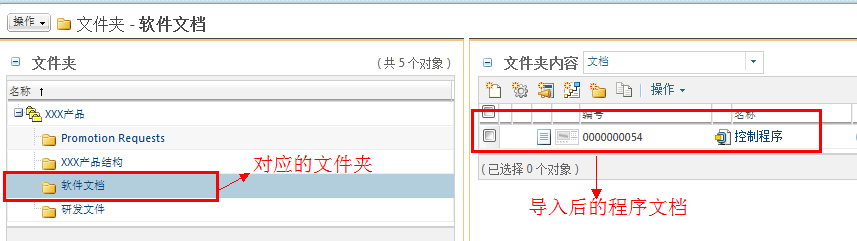 操作 文件夹 - 软件文档
文件夹 (共 5 个对象)
名称 ↑
XXX产品
Promotion Requests
XXX产品结构
软件文档
研发文件
对应的文件夹
文件夹内容 文档
操作
编号 名称
0000000054 控制程序
(已选择 0 个对象)
导入后的程序文档